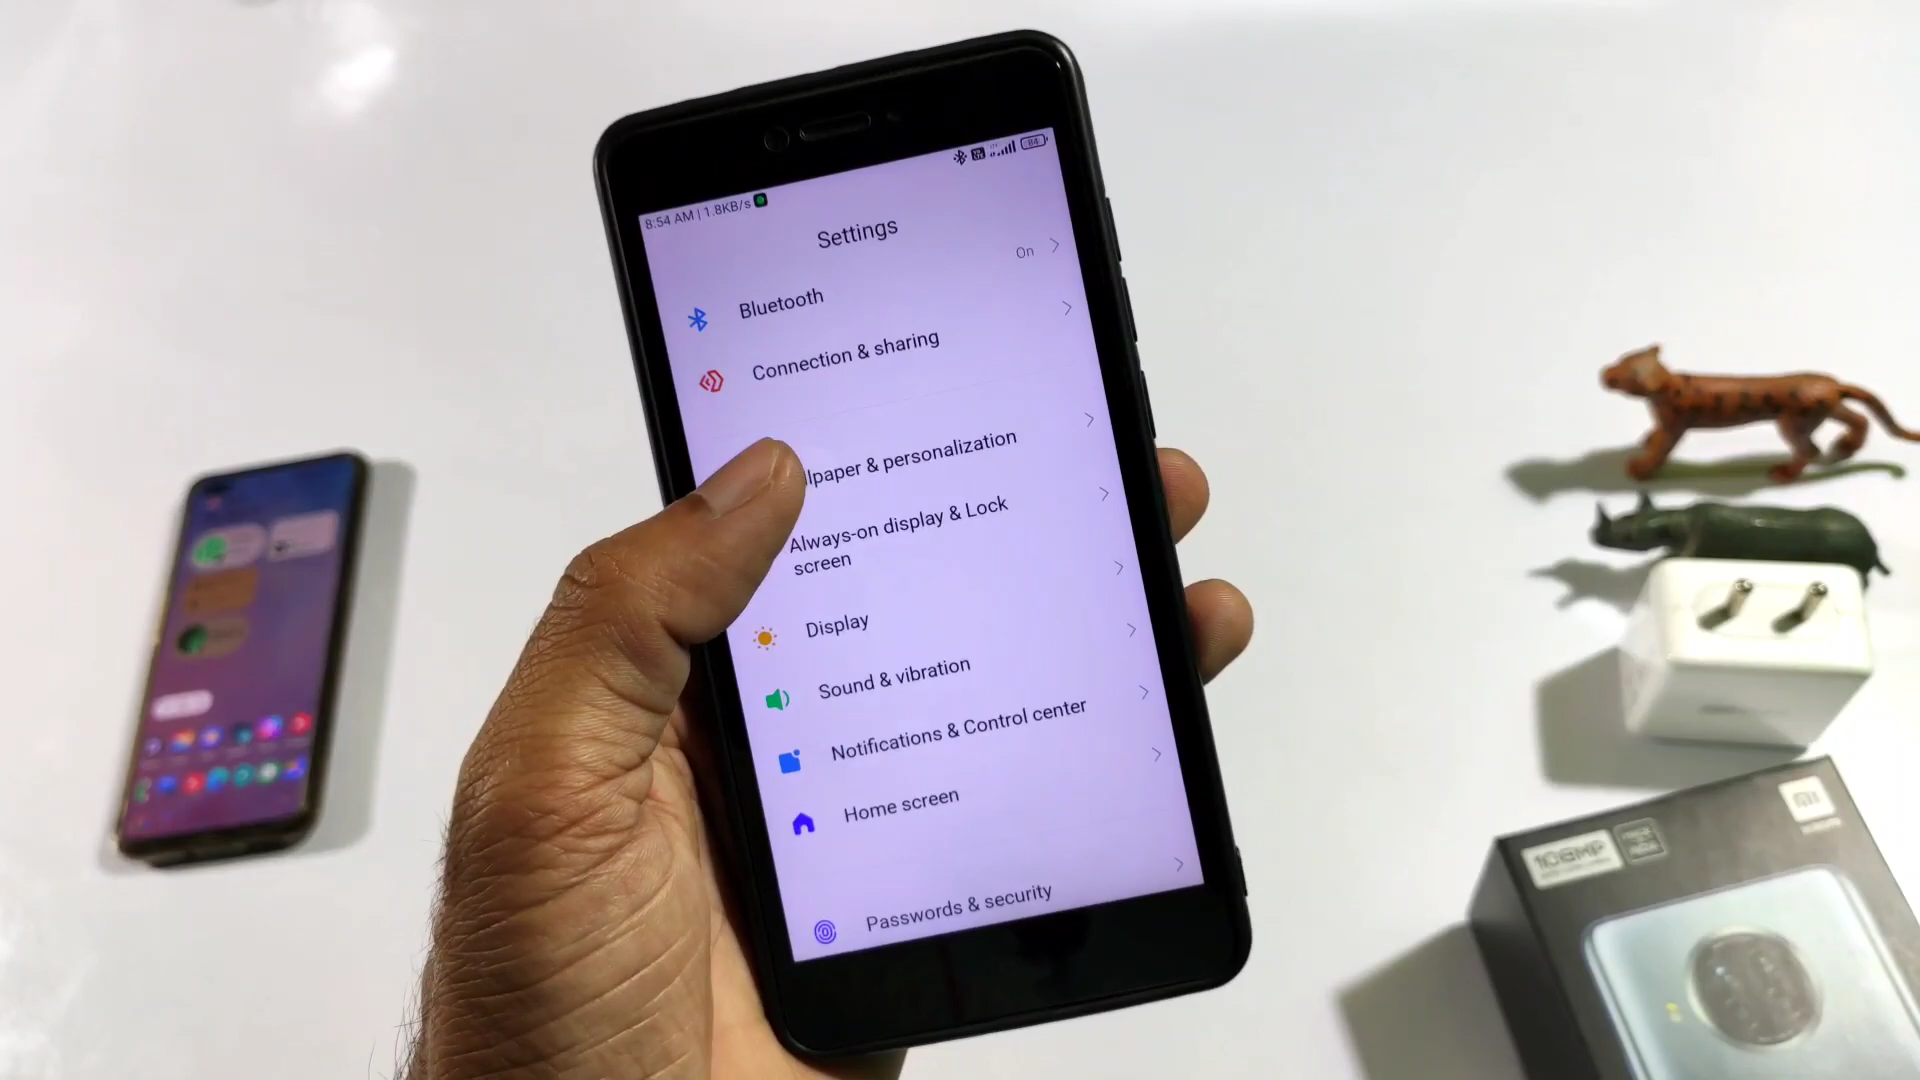 8:54 AM | 1.8KB/s
84
Settings
Bluetooth
On
Connection & sharing
lpaper & personalization
Always-on display & Lock
screen
Display
Sound & vibration
Notifications & Control center
Home screen
Passwords & security
108MP